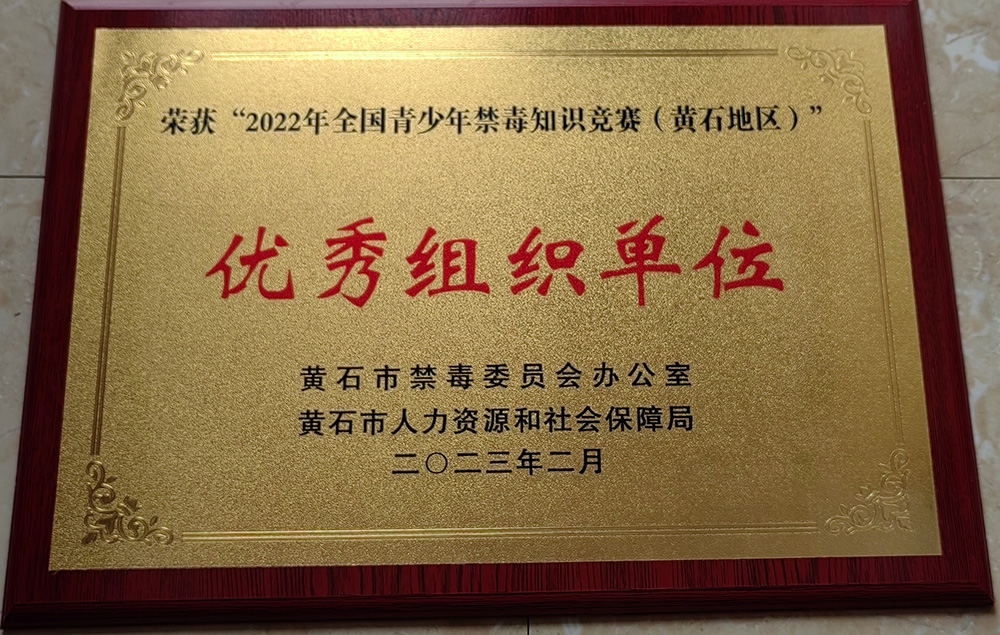 荣获“2022年全国青少年禁毒知识竞赛(黄石地区)”
优秀组织单位
黄石市禁毒委员会办公室
黄石市人力资源和社会保障局
二〇二三年二月